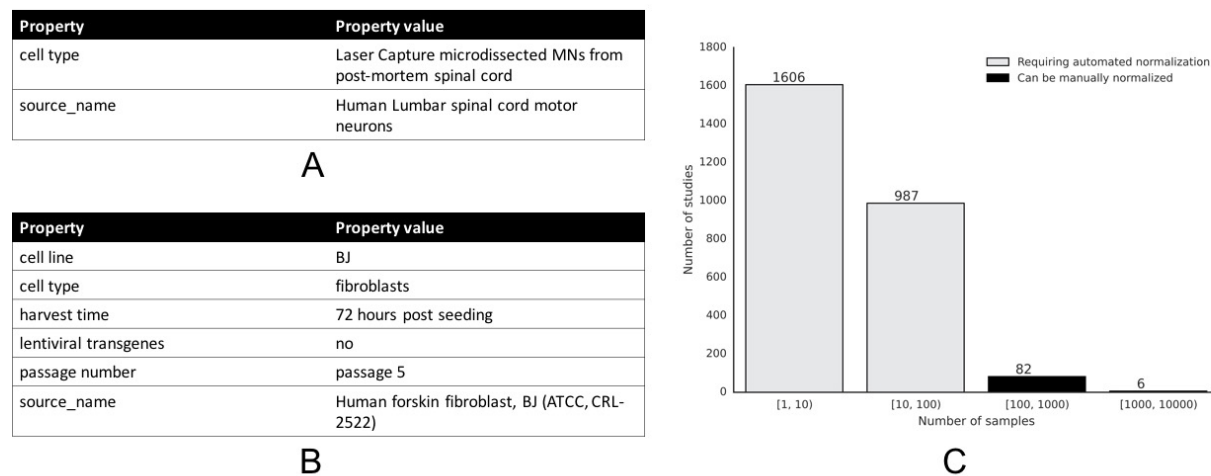 Property Property value
cell type Laser Capture microdissected MNs from
post-mortem spinal cord
source_name Human Lumbar spinal cord motor
neurons
A
Property Property value
cell line BJ
cell type fibroblasts
harvest time 72 hours post seeding
lentiviral transgenes no
passage number passage 5
source_name Human forskin fibroblast, BJ (ATCC, CRL-
2522)
B
Requiring automated normalization
Can be manually normalized
Number of studies
1800
1600
1400
1200
1000
800
600
400
200
0
1606
987
82
6
[1, 10) [10, 100) [100, 1000) [1000, 10000)
Number of samples
C